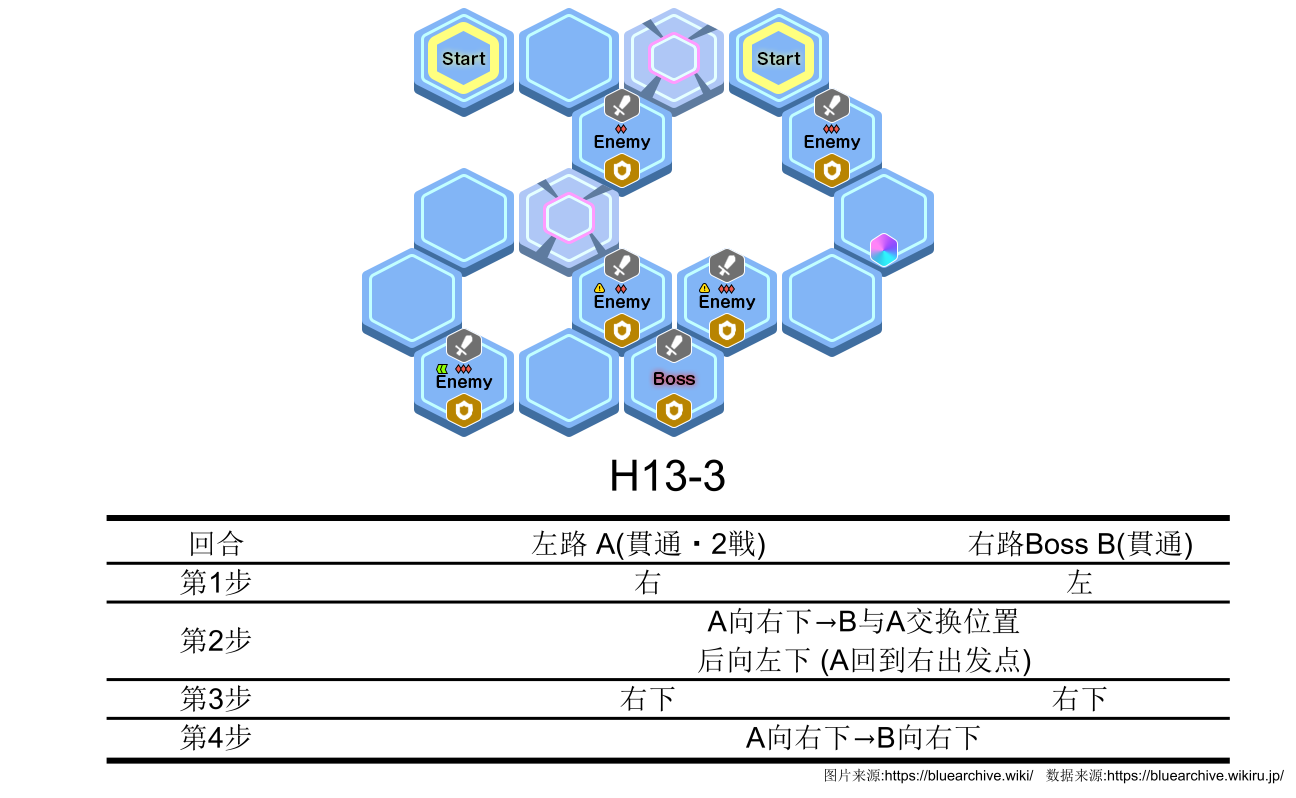 Start
Start
Enemy
Enemy
Enemy
Enemy
Enemy
Boss
H13-3
回合 左路 A(貫通・2戦) 右路Boss B(貫通)
第1步 右 左
第2步 A向右下→B与A交换位置
后向左下 (A回到右出发点)
第3步 右下 右下
第4步 A向右下→B向右下
图片来源:https://bluearchive.wiki/ 数据来源:https://bluearchive.wikiru.jp/